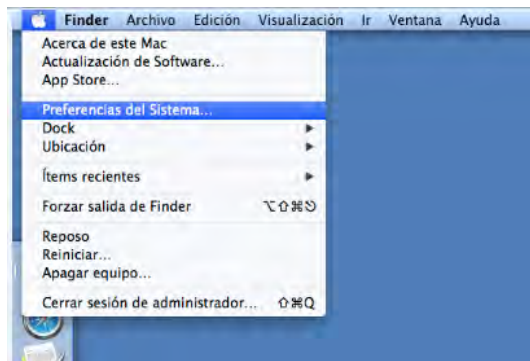 Finder Archivo Edición Visualización Ir Ventana Ayuda
Acerca de este Mac
Actualización de Software...
App Store...
Preferencias del Sistema...
Dock
Ubicación
Ítems recientes
Forzar salida de Finder ⌥⇧⌘⎋
Reposo
Reiniciar...
Apagar equipo...
Cerrar sesión de administrador... ⇧⌘Q